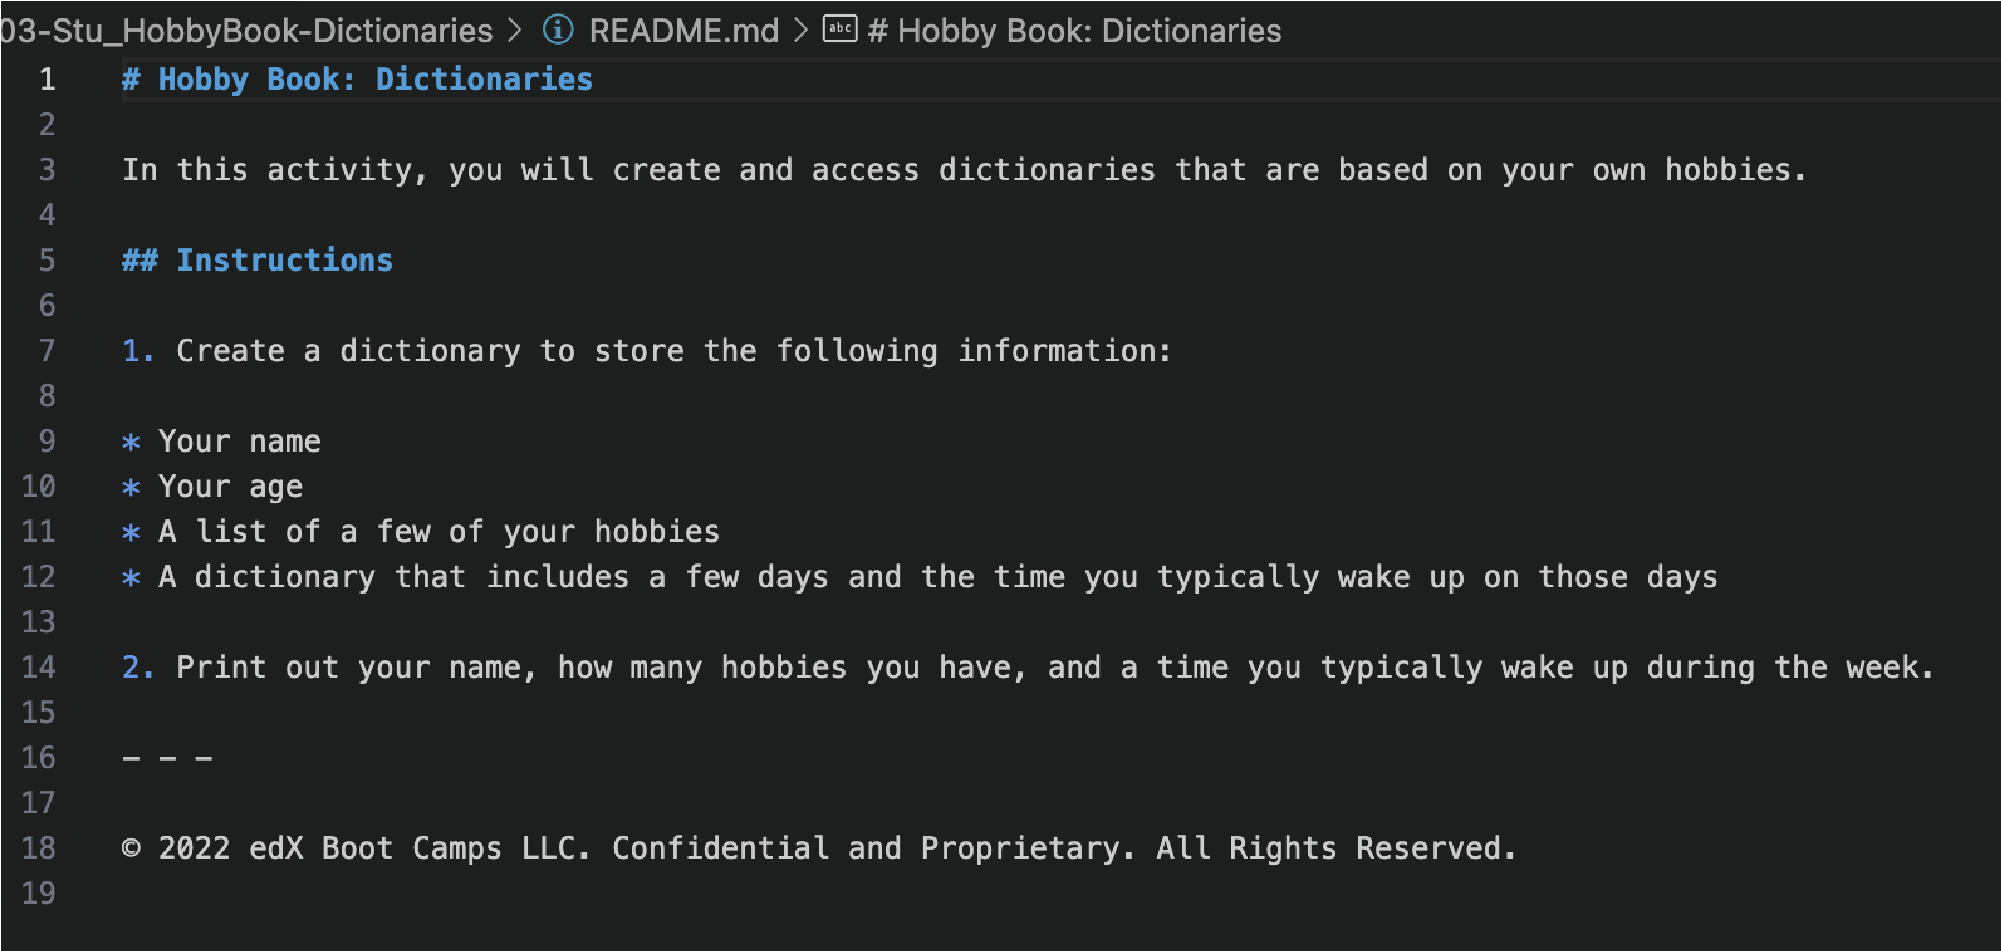 03-Stu_HobbyBook-Dictionaries > README.md > abc # Hobby Book: Dictionaries
1 # Hobby Book: Dictionaries
2
3 In this activity, you will create and access dictionaries that are based on your own hobbies.
4
5 ## Instructions
6
7 1. Create a dictionary to store the following information:
8
9 * Your name
10 * Your age
11 * A list of a few of your hobbies
12 * A dictionary that includes a few days and the time you typically wake up on those days
13
14 2. Print out your name, how many hobbies you have, and a time you typically wake up during the week.
15
16 - - -
17
18 © 2022 edX Boot Camps LLC. Confidential and Proprietary. All Rights Reserved.
19